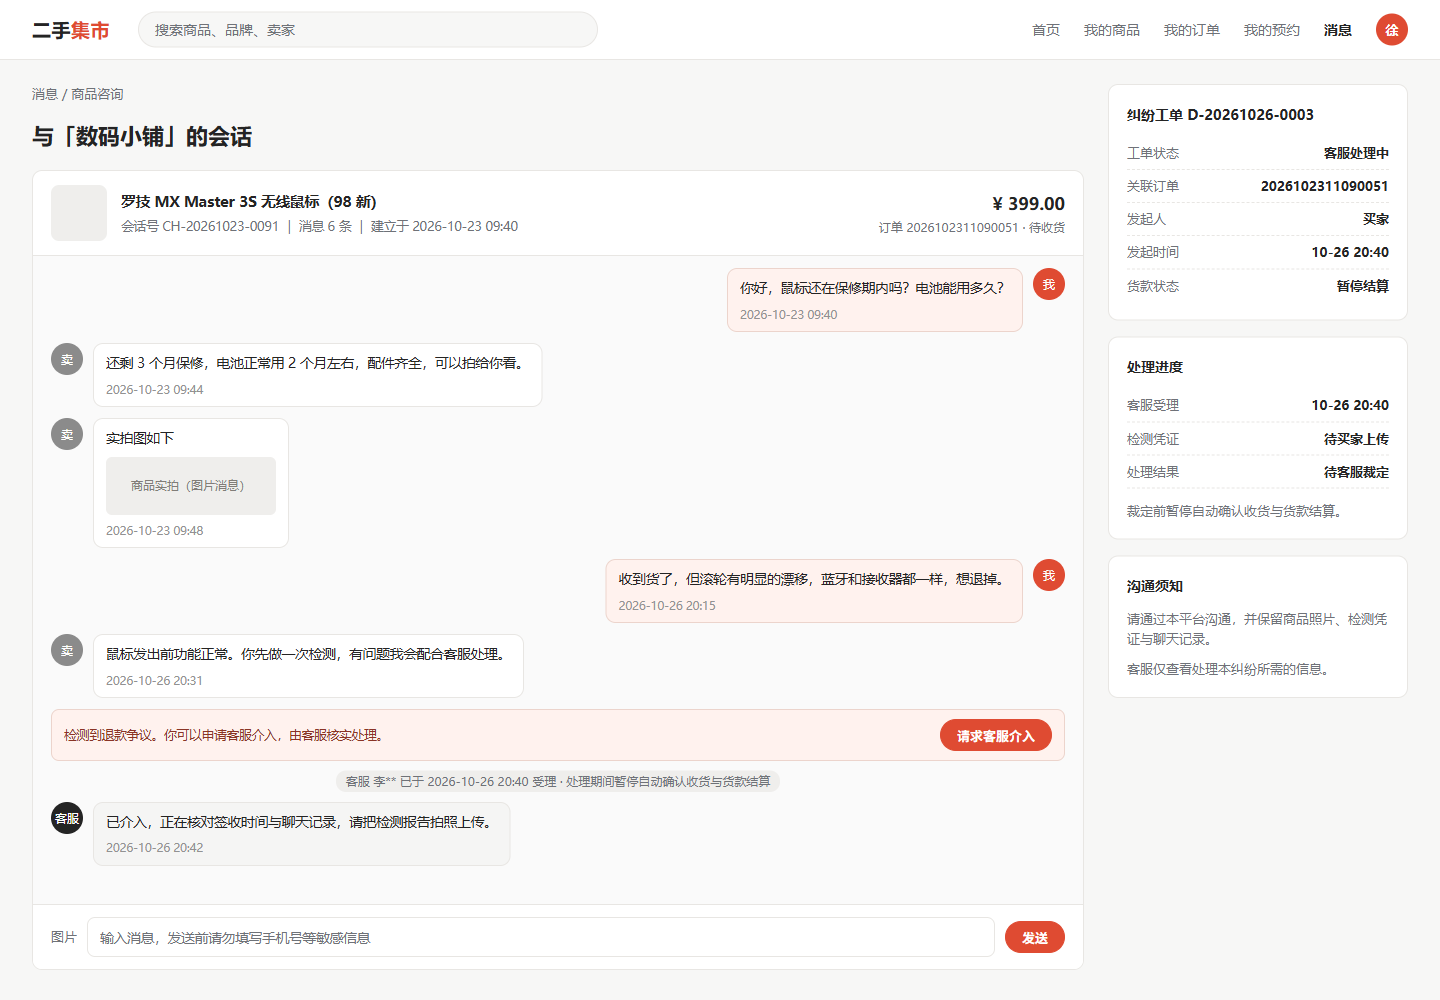 二手集市
搜索商品、品牌、卖家
首页 我的商品 我的订单 我的预约 消息 徐
消息 / 商品咨询
与「数码小铺」的会话
罗技 MX Master 3S 无线鼠标（98 新）
会话号 CH-20261023-0091 ｜ 消息 6 条 ｜ 建立于 2026-10-23 09:40
¥ 399.00
订单 2026102311090051 · 待收货
你好，鼠标还在保修期内吗？电池能用多久？
2026-10-23 09:40
我
卖
还剩 3 个月保修，电池正常用 2 个月左右，配件齐全，可以拍给你看。
2026-10-23 09:44
卖
实拍图如下
商品实拍（图片消息）
2026-10-23 09:48
收到货了，但滚轮有明显的漂移，蓝牙和接收器都一样，想退掉。
2026-10-26 20:15
我
卖
鼠标发出前功能正常。你先做一次检测，有问题我会配合客服处理。
2026-10-26 20:31
检测到退款争议。你可以申请客服介入，由客服核实处理。
请求客服介入
客服 李** 已于 2026-10-26 20:40 受理 · 处理期间暂停自动确认收货与货款结算
客服
已介入，正在核对签收时间与聊天记录，请把检测报告拍照上传。
2026-10-26 20:42
图片
输入消息，发送前请勿填写手机号等敏感信息
发送
纠纷工单 D-20261026-0003
工单状态 客服处理中
关联订单 2026102311090051
发起人 买家
发起时间 10-26 20:40
货款状态 暂停结算
处理进度
客服受理 10-26 20:40
检测凭证 待买家上传
处理结果 待客服裁定
裁定前暂停自动确认收货与货款结算。
沟通须知
请通过本平台沟通，并保留商品照片、检测凭
证与聊天记录。
客服仅查看处理本纠纷所需的信息。